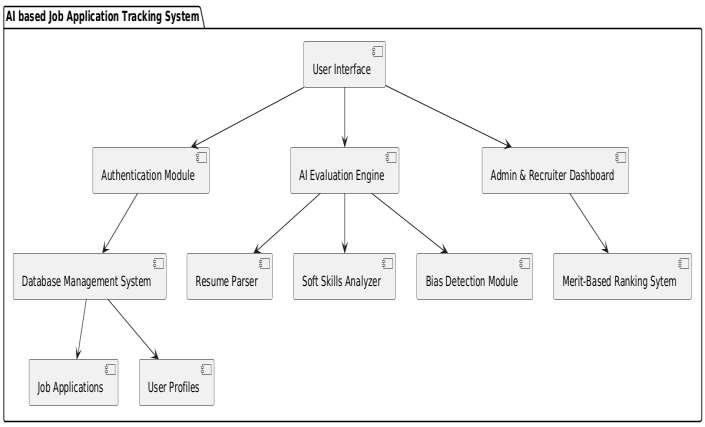 AI based Job Application Tracking System
User Interface
Authentication Module
AI Evaluation Engine
Admin & Recruiter Dashboard
Database Management System
Resume Parser
Soft Skills Analyzer
Bias Detection Module
Merit-Based Ranking Sytem
Job Applications
User Profiles